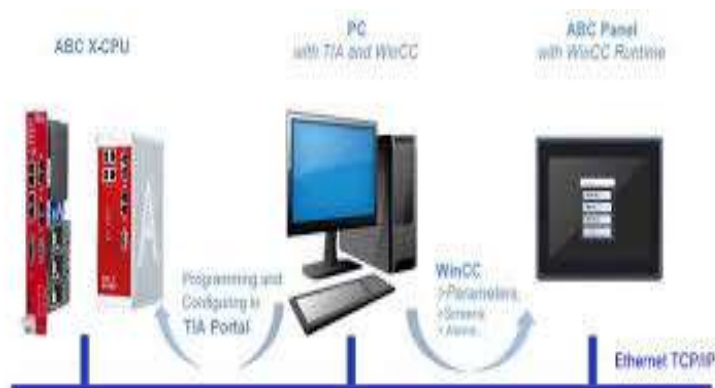 ABC X-CPU
PC
with TIA and WinCC
ABC Panel
with WinCC Runtime
Programming and
Configuring in
TIA Portal
WinCC
>Parameters,
>Screens
>Alarms,
Ethernet TCP/IP